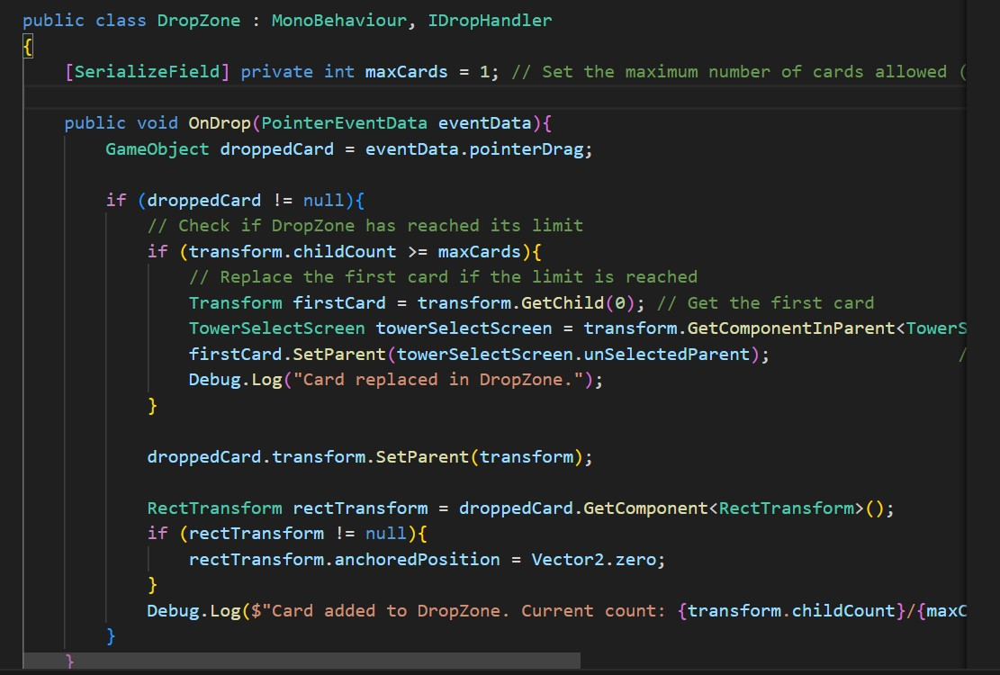 public class DropZone : MonoBehaviour, IDropHandler
{
[SerializeField] private int maxCards = 1; // Set the maximum number of cards allowed (
public void OnDrop(PointerEventData eventData){
GameObject droppedCard = eventData.pointerDrag;
if (droppedCard != null){
// Check if DropZone has reached its limit
if (transform.childCount >= maxCards){
// Replace the first card if the limit is reached
Transform firstCard = transform.GetChild(0); // Get the first card
TowerSelectScreen towerSelectScreen = transform.GetComponentInParent<TowerS
firstCard.SetParent(towerSelectScreen.unSelectedParent); /
Debug.Log("Card replaced in DropZone.");
}
droppedCard.transform.SetParent(transform);
RectTransform rectTransform = droppedCard.GetComponent<RectTransform>();
if (rectTransform != null){
rectTransform.anchoredPosition = Vector2.zero;
}
Debug.Log($"Card added to DropZone. Current count: {transform.childCount}/{maxC
}
}